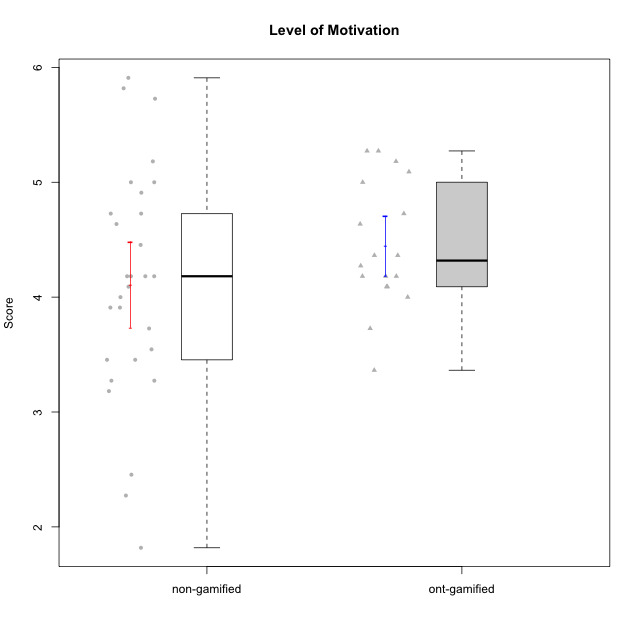 Level of Motivation
Score
6
5
4
3
2
non-gamified
ont-gamified